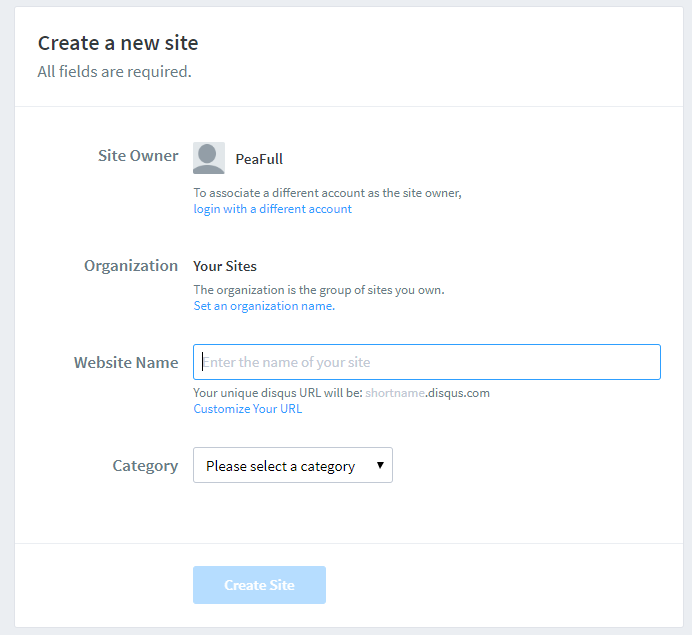 Create a new site
All fields are required.
Site Owner
PeaFull
To associate a different account as the site owner,
login with a different account
Organization
Your Sites
The organization is the group of sites you own.
Set an organization name.
Website Name
Enter the name of your site
Your unique disqus URL will be: shortname.disqus.com
Customize Your URL
Category
Please select a category
Create Site